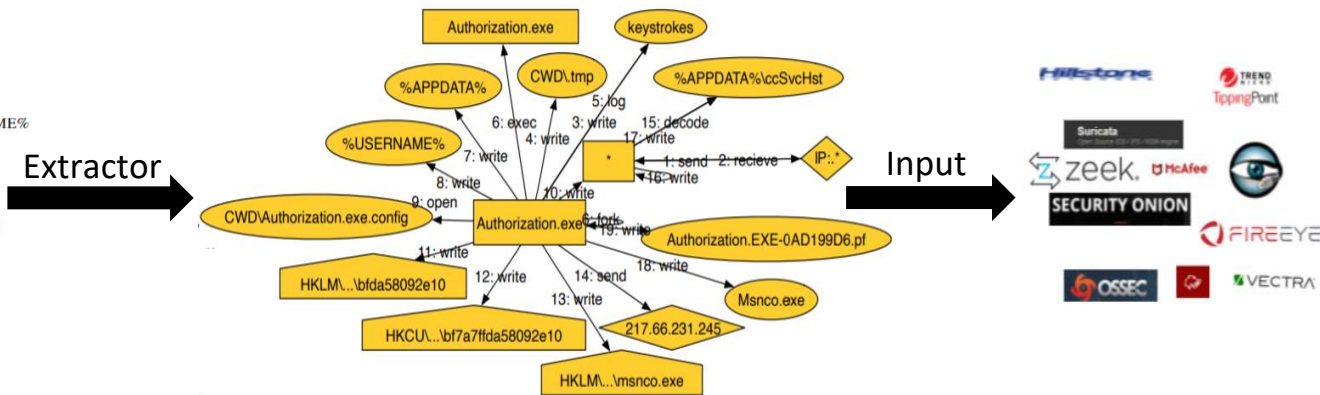 ME%
Extractor
Authorization.exe
keystrokes
%APPDATA%
CWD\.tmp
%APPDATA%\ccSvcHst
%USERNAME%
6: exec
4: write
3: write
5: log
15: decode
17: write
*
1: send
2: recieve
16: write
IP:.*
7: write
8: write
9: open
10: write
CWD\Authorization.exe.config
Authorization.exe
6: fork
19: write
Authorization.EXE-0AD199D6.pf
11: write
12: write
13: write
14: send
18: write
HKLM\...\bfda58092e10
Msnco.exe
HKCU\...\bf7a7ffda58092e10
217.66.231.245
HKLM\...\msnco.exe
Input
Hillstone
TREND
MICRO
TippingPoint
Suricata
zeek.
McAfee
SECURITY ONION
FIREEYE
OSSEC
VECTRA